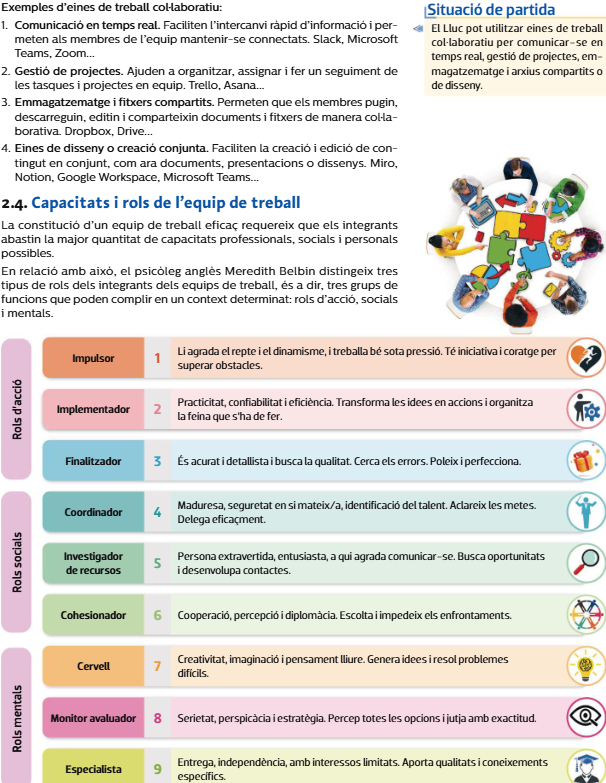 Exemples d'eines de treball col·laboratiu:
1. Comunicació en temps real. Faciliten l'intercanvi ràpid d'informació i per-
meten als membres de l'equip mantenir-se connectats. Slack, Microsoft
Teams, Zoom...
2. Gestió de projectes. Ajuden a organitzar, assignar i fer un seguiment de
les tasques i projectes en equip. Trello, Asana...
3. Emmagatzematge i fitxers compartits. Permeten que els membres pugin,
descarreguin, editin i comparteixin documents i fitxers de manera col·la-
borativa. Dropbox, Drive...
4. Eines de disseny o creació conjunta. Faciliten la creació i edició de con-
tingut en conjunt, com ara documents, presentacions o dissenys. Miro,
Notion, Google Workspace, Microsoft Teams...
Situació de partida
El Lluc pot utilitzar eines de treball
col·laboratiu per comunicar-se en
temps real, gestió de projectes, em-
magatzematge i arxius compartits o
de disseny.
2.4. Capacitats i rols de l'equip de treball
La constitució d'un equip de treball eficaç requereix que els integrants
abastin la major quantitat de capacitats professionals, socials i personals
possibles.
En relació amb això, el psicòleg anglès Meredith Belbin distingeix tres
tipus de rols dels integrants dels equips de treball, és a dir, tres grups de
funcions que poden complir en un context determinat: rols d'acció, socials
i mentals.
Rols d'acció
Impulsor 1 Li agrada el repte i el dinamisme, i treballa bé sota pressió. Té iniciativa i coratge per
superar obstacles.
Implementador 2 Practicitat, confiabilitat i eficiència. Transforma les idees en accions i organitza
la feina que s'ha de fer.
Finalitzador 3 És acurat i detallista i busca la qualitat. Cerca els errors. Poleix i perfecciona.
Rols socials
Coordinador 4 Maduresa, seguretat en si mateix/a, identificació del talent. Aclareix les metes.
Delega eficaçment.
Investigador
de recursos 5 Persona extravertida, entusiasta, a qui agrada comunicar-se. Busca oportunitats
i desenvolupa contactes.
Cohesionador 6 Cooperació, percepció i diplomàcia. Escolta i impedeix els enfrontaments.
Rols mentals
Cervell 7 Creativitat, imaginació i pensament lliure. Genera idees i resol problemes
difícils.
Monitor avaluador 8 Serietat, perspicàcia i estratègia. Percep totes les opcions i jutja amb exactitud.
Especialista 9 Entrega, independència, amb interessos limitats. Aporta qualitats i coneixements
específics.